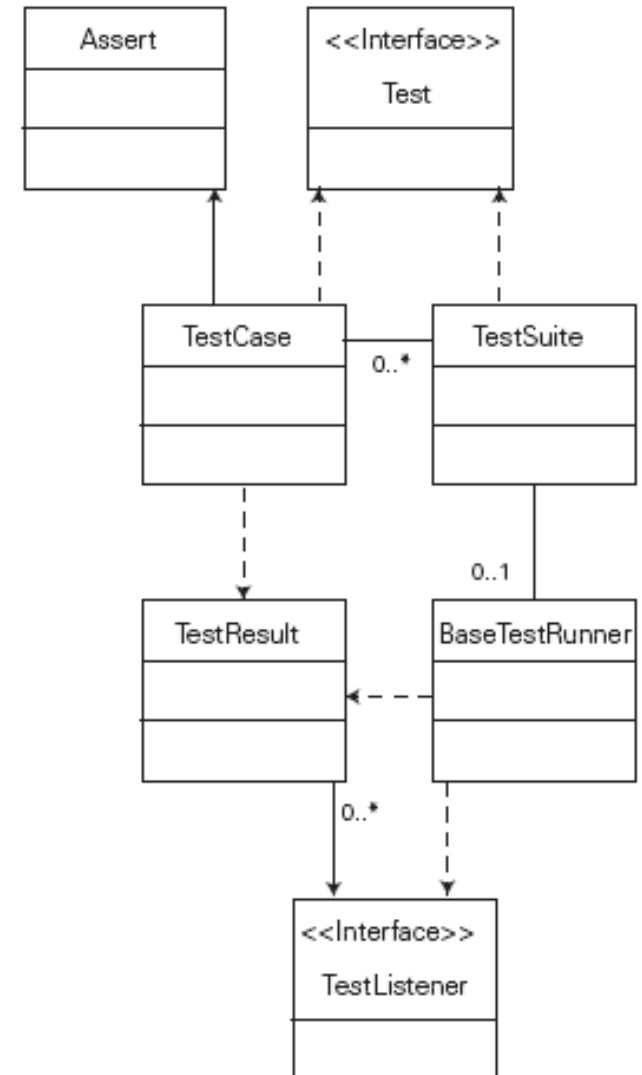 Assert
<<Interface>>
Test
TestCase
TestSuite
0..*
0..1
TestResult
BaseTestRunner
0..*
<<Interface>>
TestListener